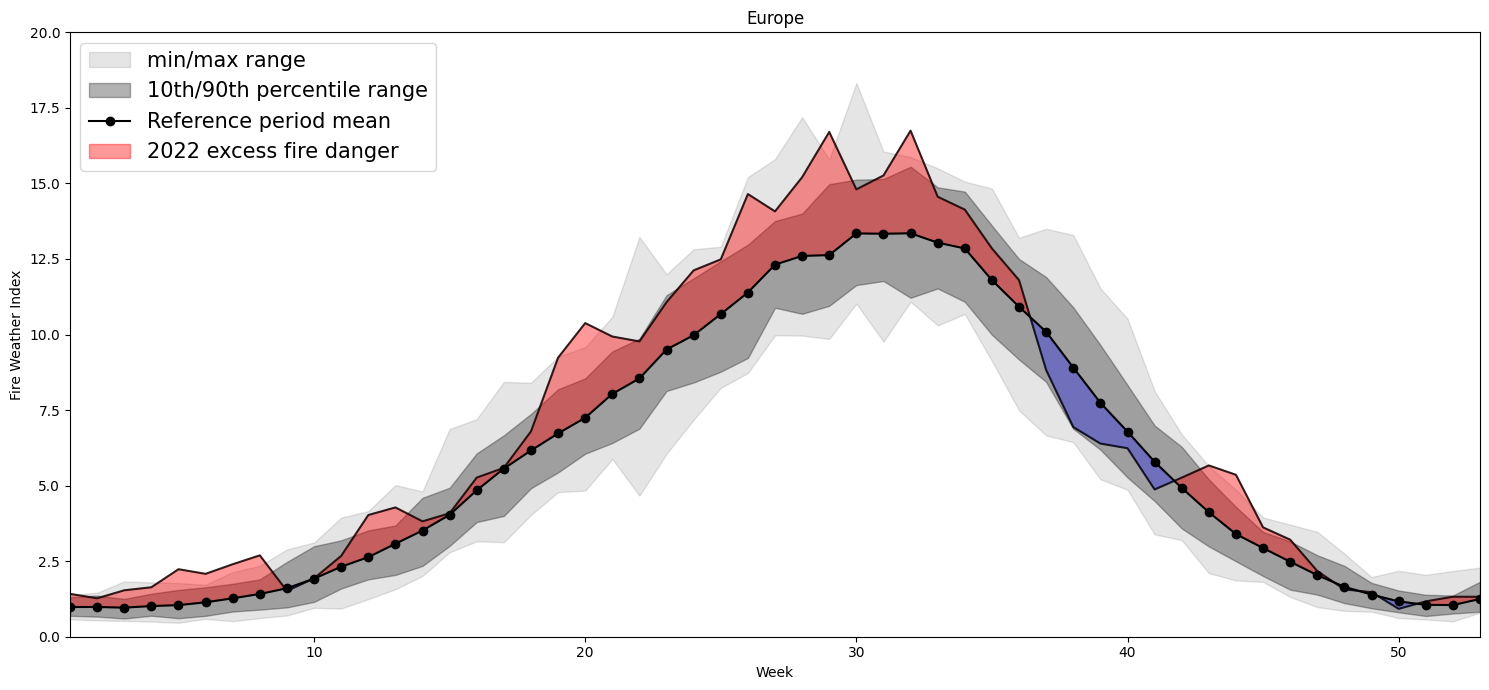 Europe
20.0
17.5
15.0
12.5
10.0
7.5
5.0
2.5
0.0
Fire Weather Index
min/max range
10th/90th percentile range
Reference period mean
2022 excess fire danger
10
20
30
40
50
Week